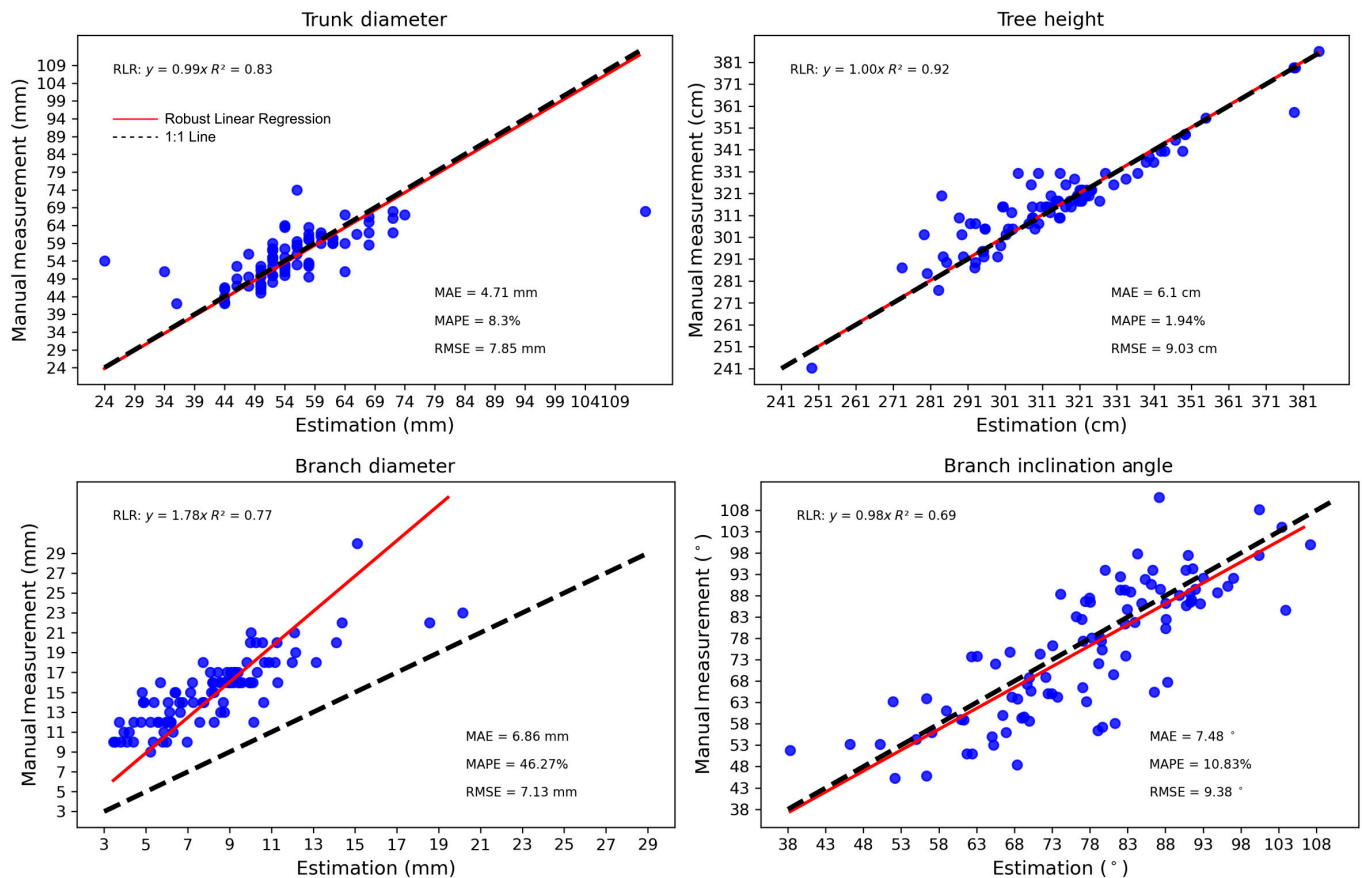 Trunk diameter
RLR: y = 0.99x R² = 0.83
Robust Linear Regression
1:1 Line
MAE = 4.71 mm
MAPE = 8.3%
RMSE = 7.85 mm
Manual measurement (mm)
109
104
99
94
89
84
79
74
69
64
59
54
49
44
39
34
29
24
24 29 34 39 44 49 54 59 64 69 74 79 84 89 94 99 104 109
Estimation (mm)
Tree height
RLR: y = 1.00x R² = 0.92
MAE = 6.1 cm
MAPE = 1.94%
RMSE = 9.03 cm
Manual measurement (cm)
381
371
361
351
341
331
321
311
301
291
281
271
261
251
241
241 251 261 271 281 291 301 311 321 331 341 351 361 371 381
Estimation (cm)
Branch diameter
RLR: y = 1.78x R² = 0.77
MAE = 6.86 mm
MAPE = 46.27%
RMSE = 7.13 mm
Manual measurement (mm)
29
27
25
23
21
19
17
15
13
11
9
7
5
3
3 5 7 9 11 13 15 17 19 21 23 25 27 29
Estimation (mm)
Branch inclination angle
RLR: y = 0.98x R² = 0.69
MAE = 7.48 °
MAPE = 10.83%
RMSE = 9.38 °
Manual measurement (°)
108
103
98
93
88
83
78
73
68
63
58
53
48
43
38
38 43 48 53 58 63 68 73 78 83 88 93 98 103 108
Estimation (°)